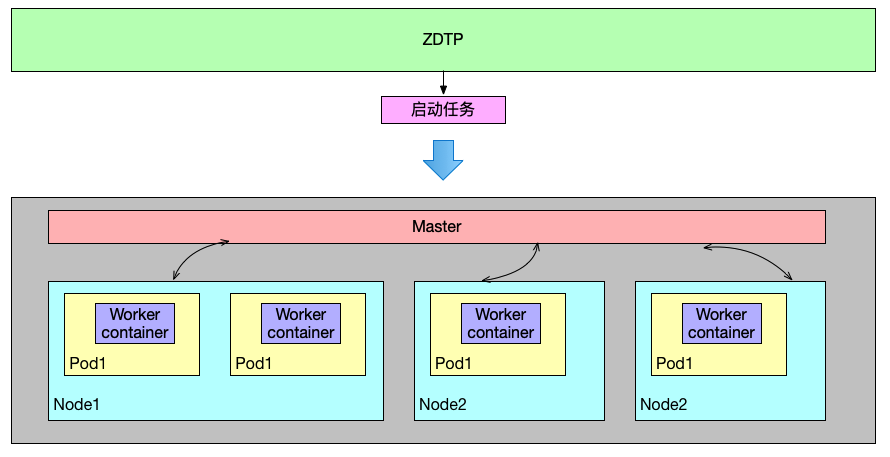 ZDTP
启动任务
Master
Worker
container
Pod1
Worker
container
Pod1
Node1
Worker
container
Pod1
Node2
Worker
container
Pod1
Node2